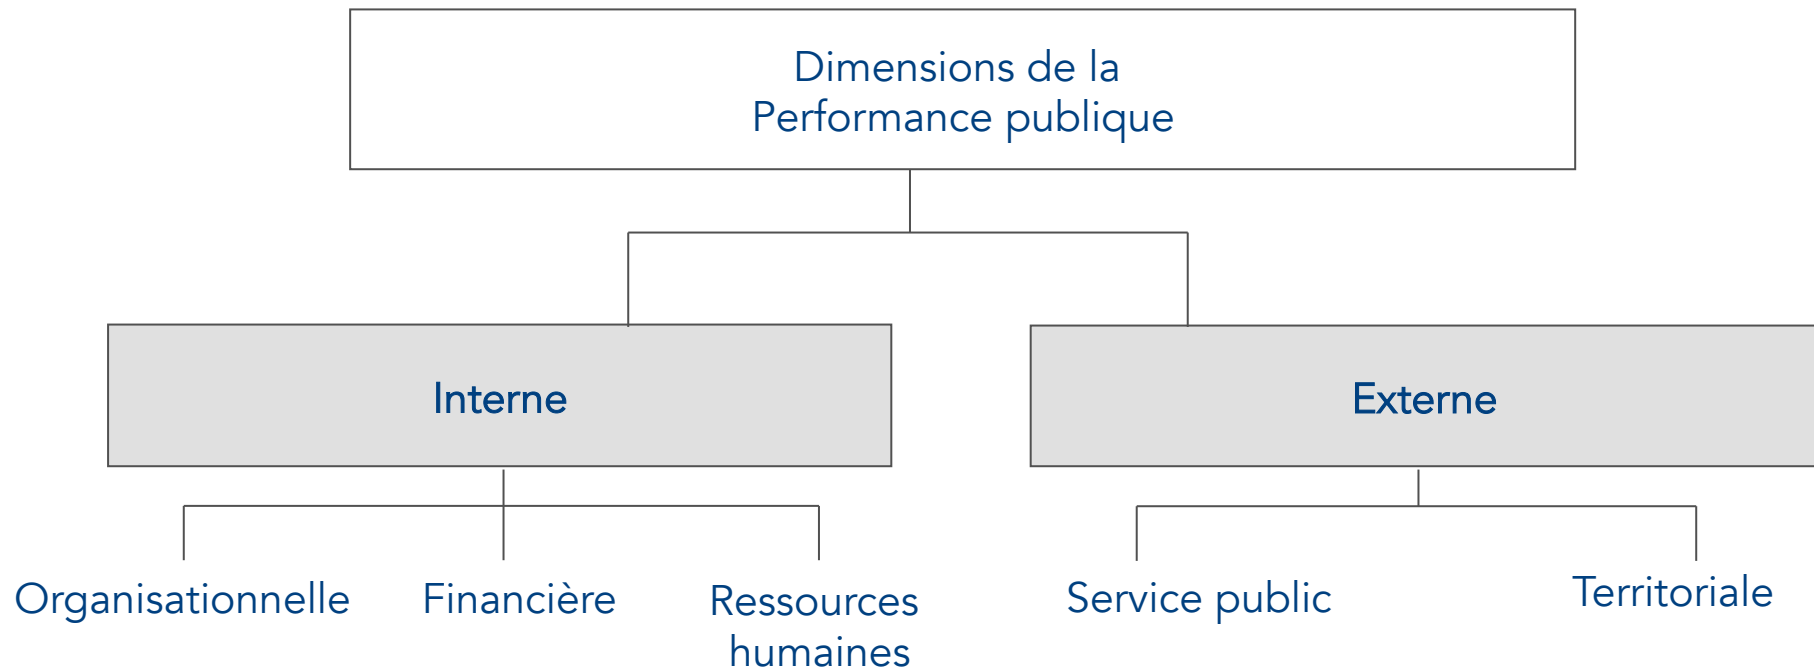 Dimensions de la
Performance publique
Interne
Externe
Organisationnelle
Financière
Ressources
humaines
Service public
Territoriale